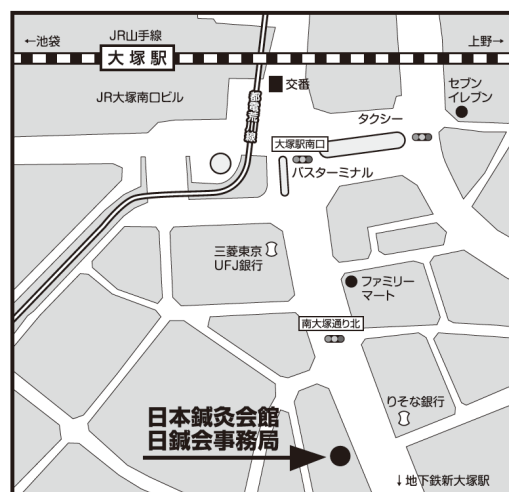 ←池袋
JR山手線
上野→
大塚駅
JR大塚南口ビル
都電荒川線
交番
セブン
イレブン
タクシー
大塚駅南口
バスターミナル
三菱東京
UFJ銀行
ファミリー
マート
南大塚通り北
りそな銀行
日本鍼灸会館
日鍼会事務局
↓地下鉄新大塚駅